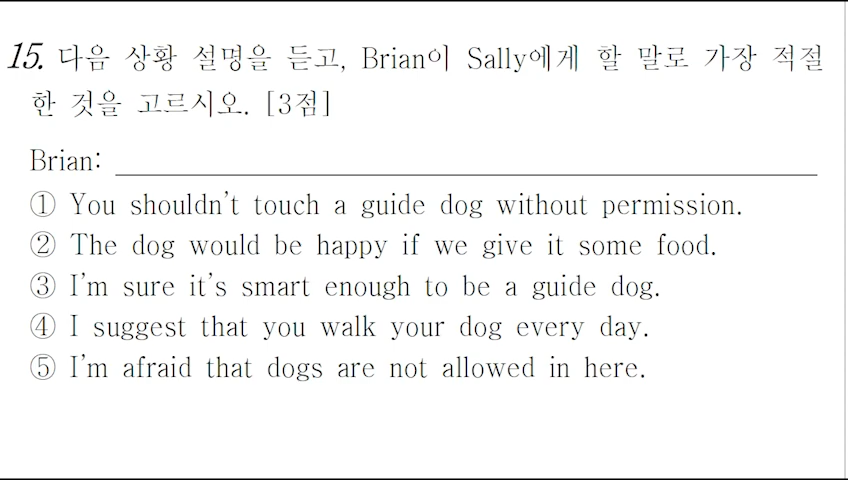 15. 다음 상황 설명을 듣고, Brian이 Sally에게 할 말로 가장 적절
한 것을 고르시오. [3점]
Brian:
① You shouldn't touch a guide dog without permission.
② The dog would be happy if we give it some food.
③ I'm sure it's smart enough to be a guide dog.
④ I suggest that you walk your dog every day.
⑤ I'm afraid that dogs are not allowed in here.